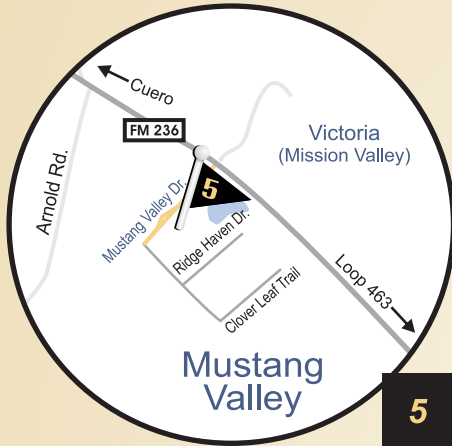 Cuero
FM 236
Victoria
(Mission Valley)
Arnold Rd.
5
Mustang Valley Dr.
Ridge Haven Dr.
Clover Leaf Trail
Loop 463
Mustang
Valley
5